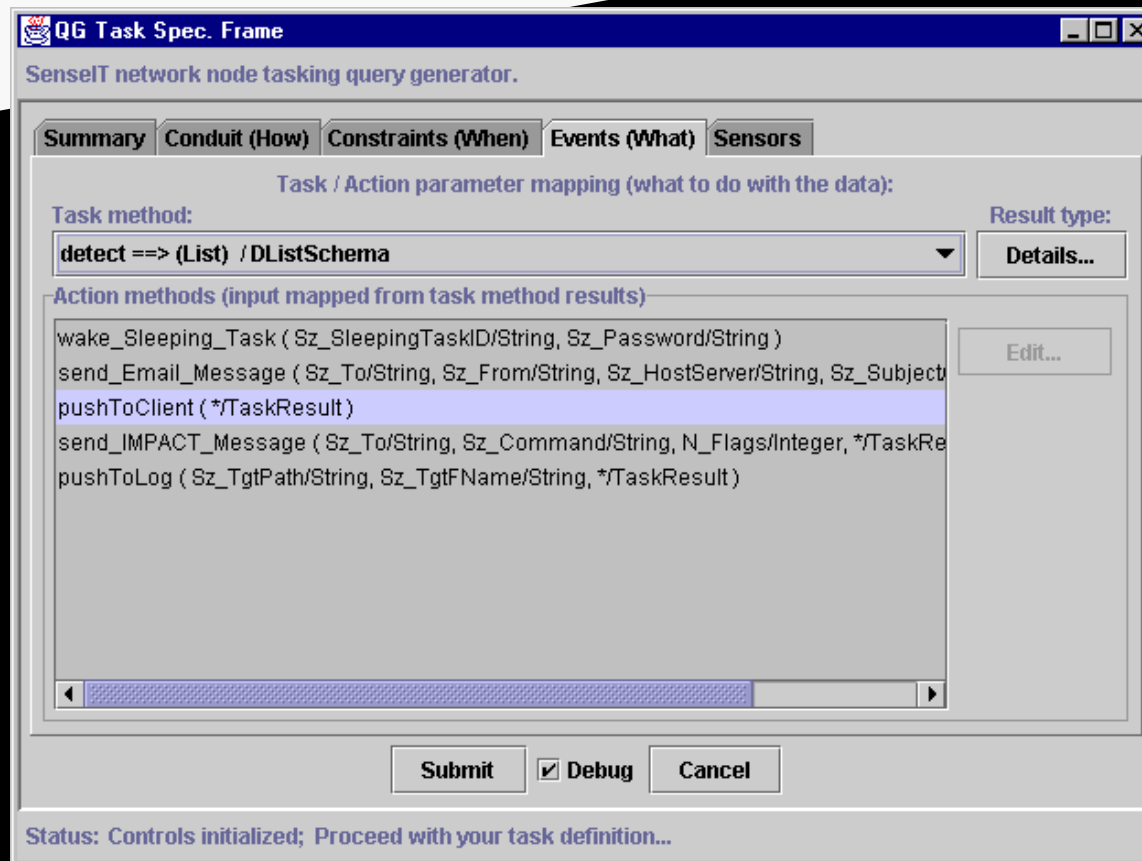 QG Task Spec. Frame
SenseIT network node tasking query generator.
Summary Conduit (How) Constraints (When) Events (What) Sensors
Task / Action parameter mapping (what to do with the data):
Task method: Result type:
detect ==> (List) / DListSchema Details...
Action methods (input mapped from task method results)
wake_Sleeping_Task ( Sz_SleepingTaskID/String, Sz_Password/String )
Edit...
send_Email_Message ( Sz_To/String, Sz_From/String, Sz_HostServer/String, Sz_Subject/
pushToClient ( */TaskResult )
send_IMPACT_Message ( Sz_To/String, Sz_Command/String, N_Flags/Integer, */TaskRe
pushToLog ( Sz_TgtPath/String, Sz_TgtFName/String, */TaskResult )
Submit Debug Cancel
Status: Controls initialized; Proceed with your task definition...